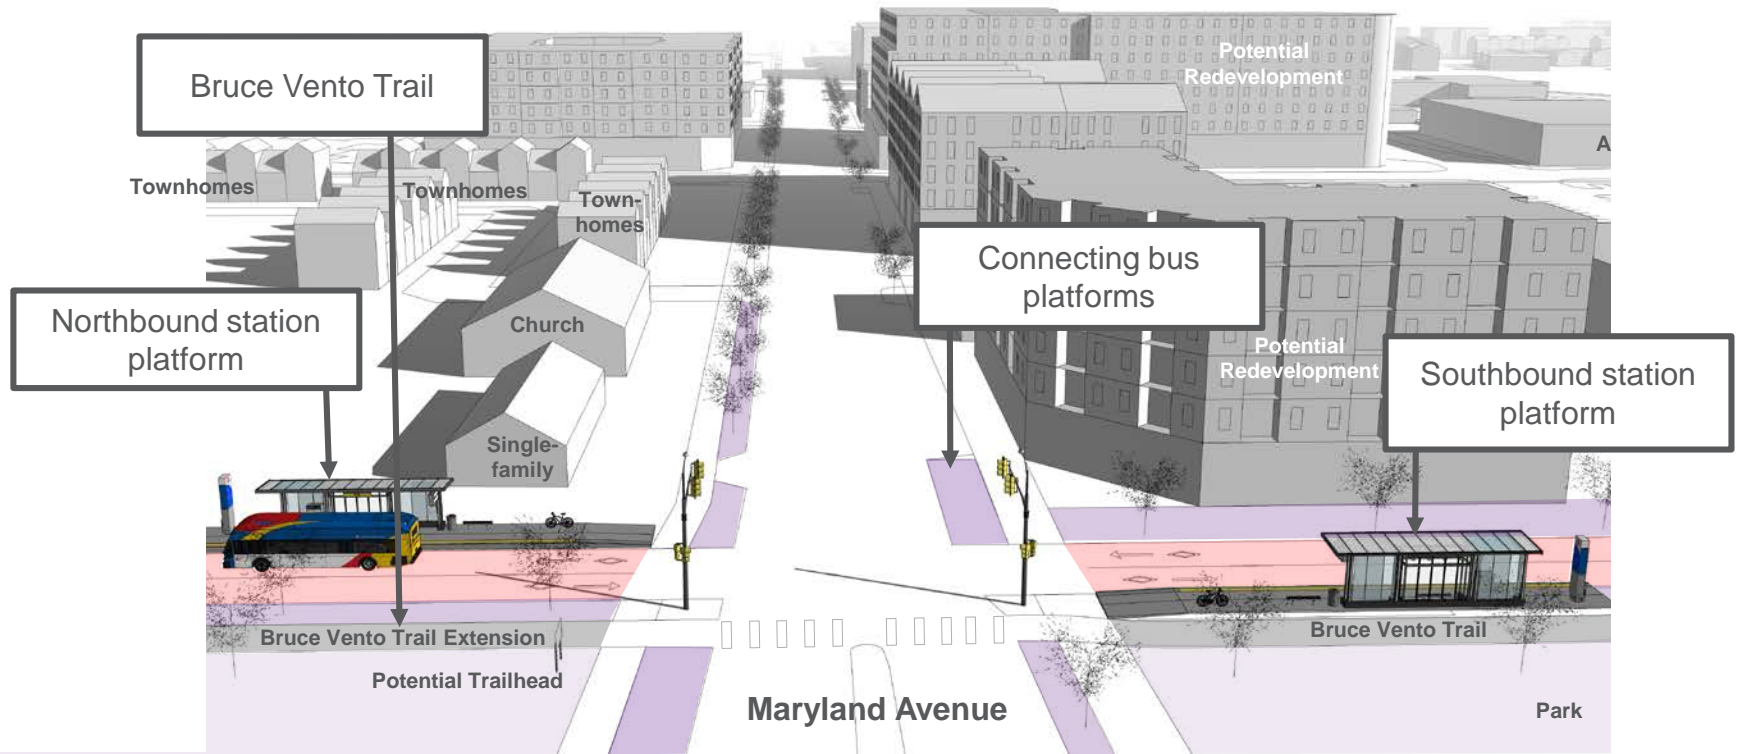 Potential
Redevelopment
Bruce Vento Trail
A
Townhomes
Townhomes
Town-
homes
Connecting bus
platforms
Northbound station
platform
Church
Potential
Redevelopment
Southbound station
platform
Single-
family
Bruce Vento Trail Extension
Bruce Vento Trail
Potential Trailhead
Maryland Avenue
Park